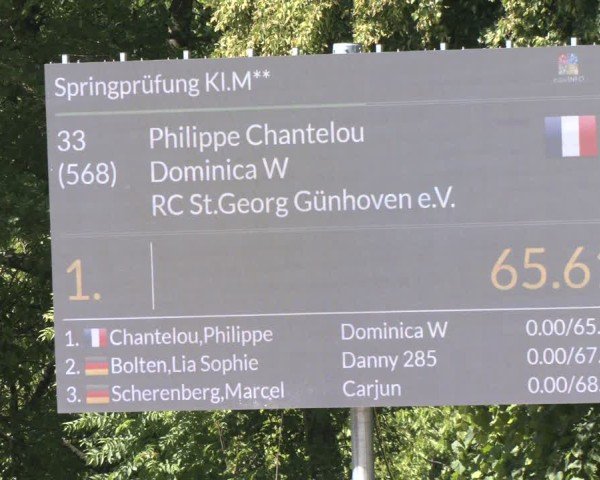 Springprüfung Kl.M**
33 Philippe Chantelou
(568) Dominica W
RC St.Georg Günhoven e.V.
1. 65.6
1. Chantelou,Philippe Dominica W 0.00/65.
2. Bolten,Lia Sophie Danny 285 0.00/67.
3. Scherenberg,Marcel Carjun 0.00/68.